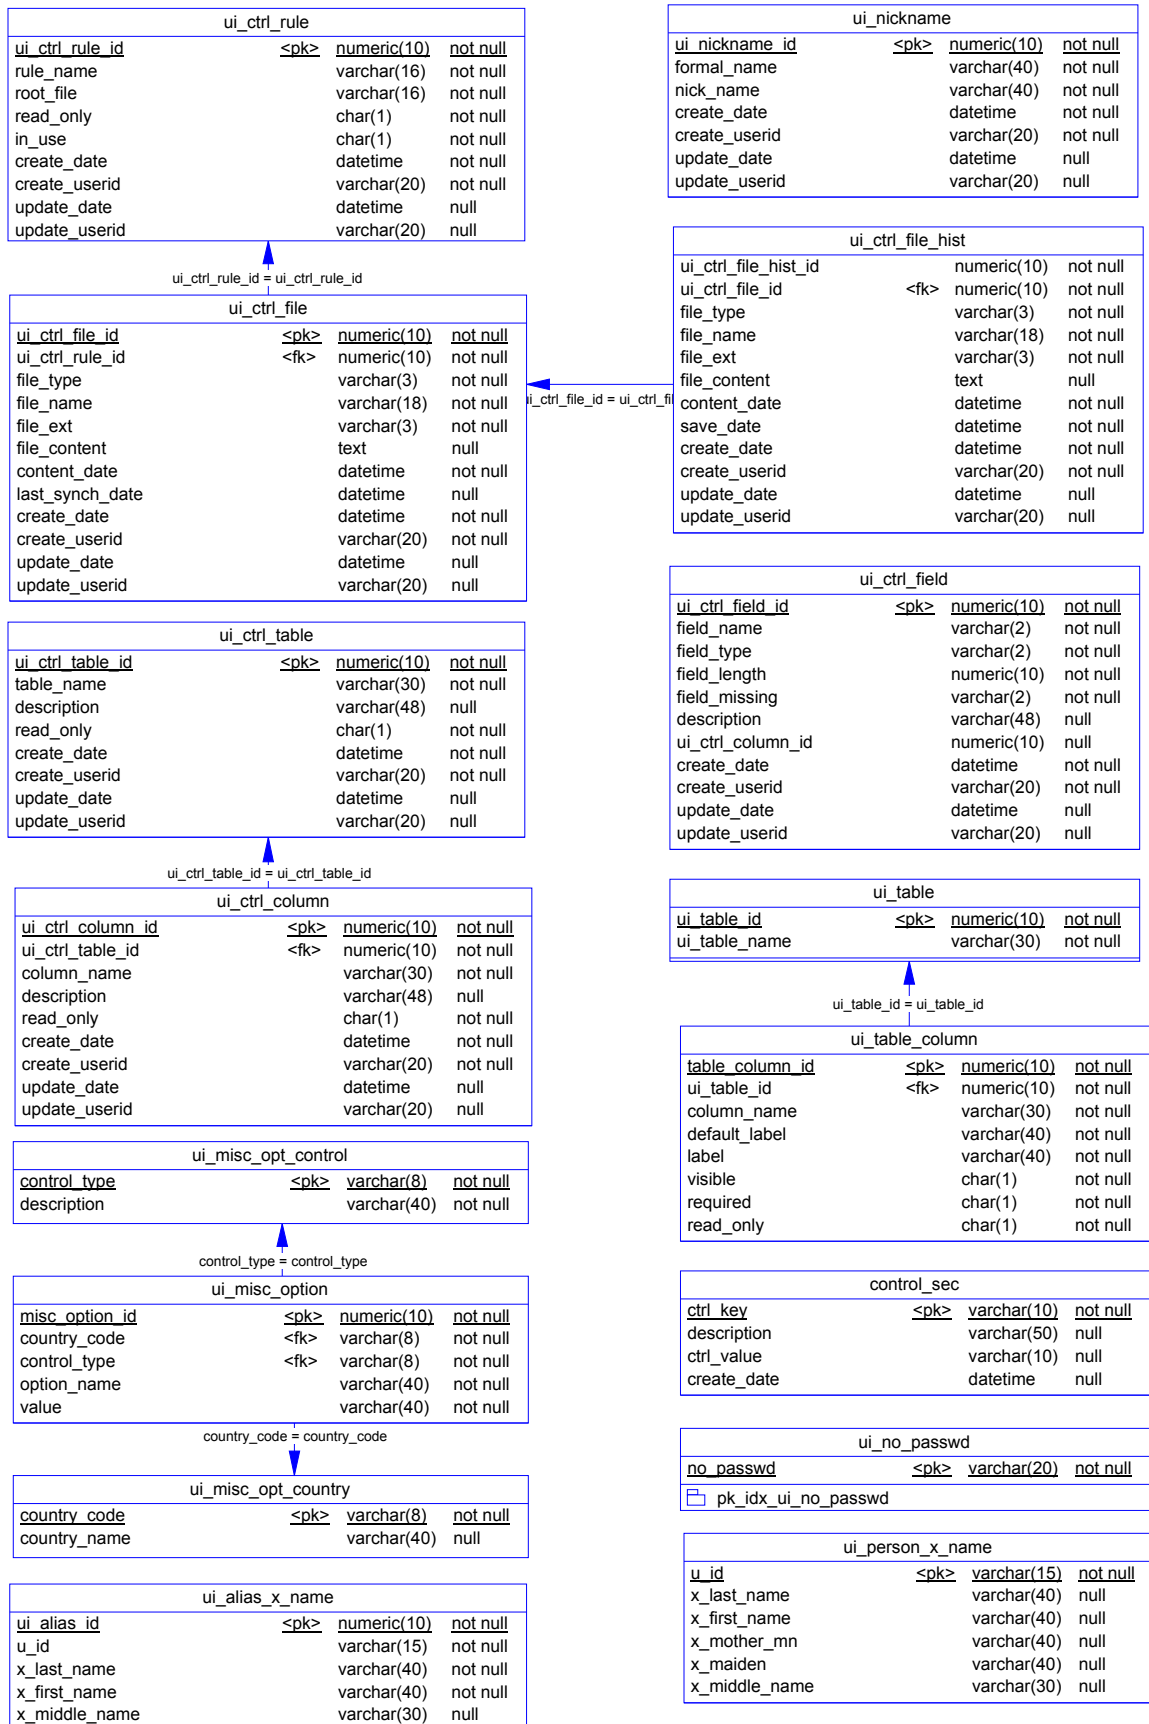 ui_ctrl_rule
ui_ctrl_rule_id <pk> numeric(10) not null
rule_name varchar(16) not null
root_file varchar(16) not null
read_only char(1) not null
in_use char(1) not null
create_date datetime not null
create_userid varchar(20) not null
update_date datetime null
update_userid varchar(20) null
ui_ctrl_rule_id = ui_ctrl_rule_id
ui_ctrl_file
ui_ctrl_file_id <pk> numeric(10) not null
ui_ctrl_rule_id <fk> numeric(10) not null
file_type varchar(3) not null
file_name varchar(18) not null
file_ext varchar(3) not null
file_content text null
content_date datetime not null
last_synch_date datetime null
create_date datetime not null
create_userid varchar(20) not null
update_date datetime null
update_userid varchar(20) null
ui_ctrl_table
ui_ctrl_table_id <pk> numeric(10) not null
table_name varchar(30) not null
description varchar(48) null
read_only char(1) not null
create_date datetime not null
create_userid varchar(20) not null
update_date datetime null
update_userid varchar(20) null
ui_ctrl_table_id = ui_ctrl_table_id
ui_ctrl_column
ui_ctrl_column_id <pk> numeric(10) not null
ui_ctrl_table_id <fk> numeric(10) not null
column_name varchar(30) not null
description varchar(48) null
read_only char(1) not null
create_date datetime not null
create_userid varchar(20) not null
update_date datetime null
update_userid varchar(20) null
ui_misc_opt_control
control_type <pk> varchar(8) not null
description varchar(40) not null
control_type = control_type
ui_misc_option
misc_option_id <pk> numeric(10) not null
country_code <fk> varchar(8) not null
control_type <fk> varchar(8) not null
option_name varchar(40) not null
value varchar(40) not null
country_code = country_code
ui_misc_opt_country
country_code <pk> varchar(8) not null
country_name varchar(40) null
ui_alias_x_name
ui_alias_id <pk> numeric(10) not null
u_id varchar(15) not null
x_last_name varchar(40) not null
x_first_name varchar(40) not null
x_middle_name varchar(30) null
ui_nickname
ui_nickname_id <pk> numeric(10) not null
formal_name varchar(40) not null
nick_name varchar(40) not null
create_date datetime not null
create_userid varchar(20) not null
update_date datetime null
update_userid varchar(20) null
ui_ctrl_file_hist
ui_ctrl_file_hist_id numeric(10) not null
ui_ctrl_file_id <fk> numeric(10) not null
file_type varchar(3) not null
file_name varchar(18) not null
file_ext varchar(3) not null
file_content text null
content_date datetime not null
save_date datetime not null
create_date datetime not null
create_userid varchar(20) not null
update_date datetime null
update_userid varchar(20) null
ui_ctrl_file_id = ui_ctrl_fil
ui_ctrl_field
ui_ctrl_field_id <pk> numeric(10) not null
field_name varchar(2) not null
field_type varchar(2) not null
field_length numeric(10) not null
field_missing varchar(2) not null
description varchar(48) null
ui_ctrl_column_id numeric(10) null
create_date datetime not null
create_userid varchar(20) not null
update_date datetime null
update_userid varchar(20) null
ui_table
ui_table_id <pk> numeric(10) not null
ui_table_name varchar(30) not null
ui_table_id = ui_table_id
ui_table_column
table_column_id <pk> numeric(10) not null
ui_table_id <fk> numeric(10) not null
column_name varchar(30) not null
default_label varchar(40) not null
label varchar(40) not null
visible char(1) not null
required char(1) not null
read_only char(1) not null
control_sec
ctrl_key <pk> varchar(10) not null
description varchar(50) null
ctrl_value varchar(10) null
create_date datetime null
ui_no_passwd
no_passwd <pk> varchar(20) not null
pk_idx_ui_no_passwd
ui_person_x_name
u_id <pk> varchar(15) not null
x_last_name varchar(40) null
x_first_name varchar(40) null
x_mother_mn varchar(40) null
x_maiden varchar(40) null
x_middle_name varchar(30) null